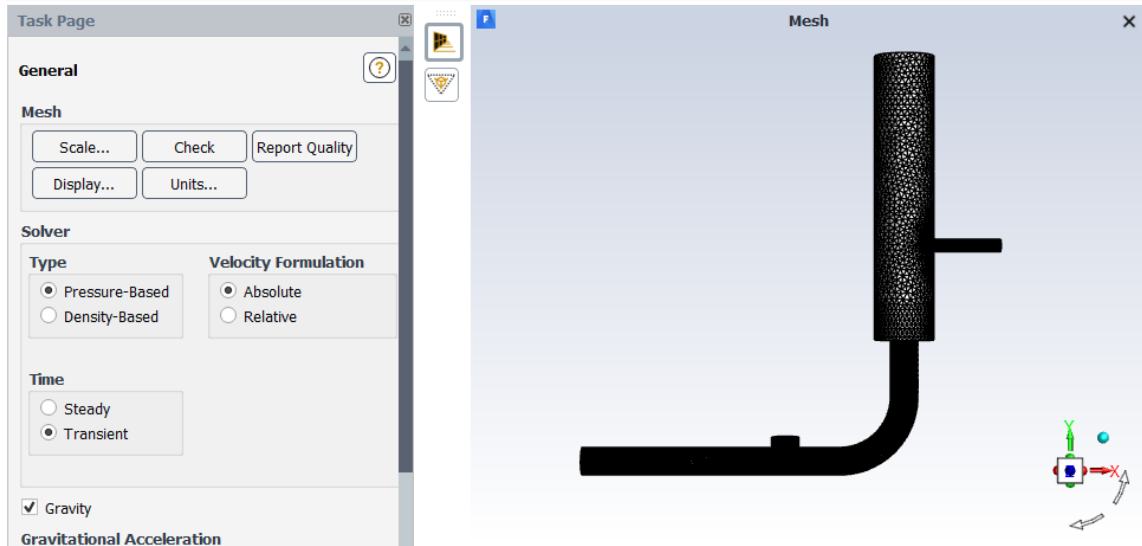 Task Page
General
Mesh
Scale... Check Report Quality
Display... Units...
Solver
Type Velocity Formulation
Pressure-Based Absolute
Density-Based Relative
Time
Steady
Transient
Gravity
Gravitational Acceleration
F
Mesh
Y
X